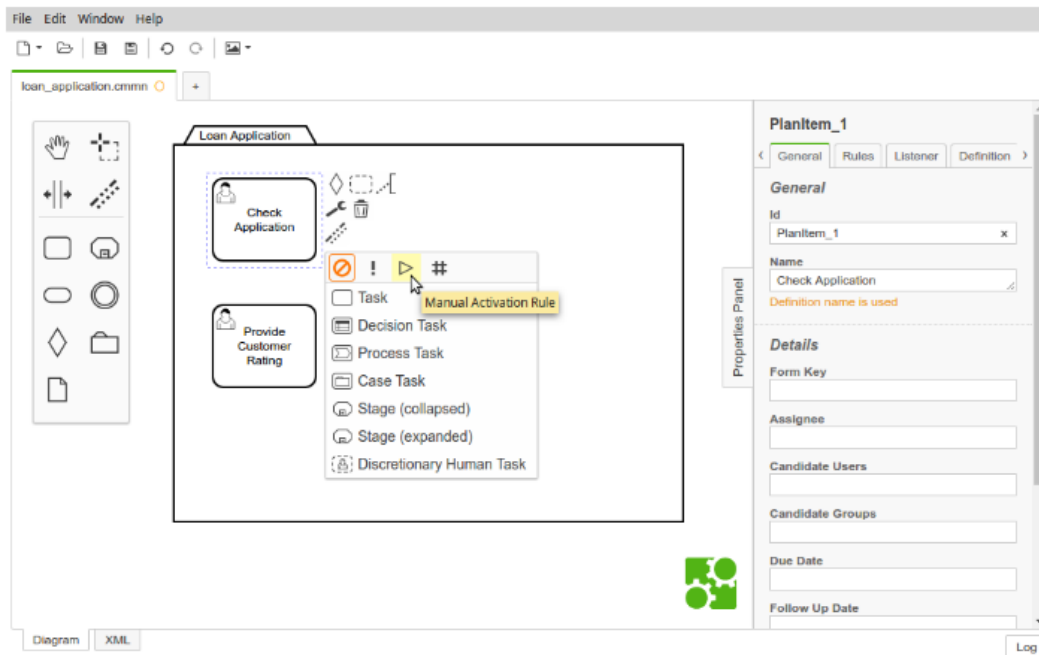 File Edit Window Help
loan_application.cmmn
+
Loan Application
Check
Application
Provide
Customer
Rating
!
Manual Activation Rule
Task
Decision Task
Process Task
Case Task
Stage (collapsed)
Stage (expanded)
Discretionary Human Task
Properties Panel
PlanItem_1
General Rules Listener Definition
General
Id
PlanItem_1 x
Name
Check Application
Definition name is used
Details
Form Key
Assignee
Candidate Users
Candidate Groups
Due Date
Follow Up Date
Diagram XML
Log